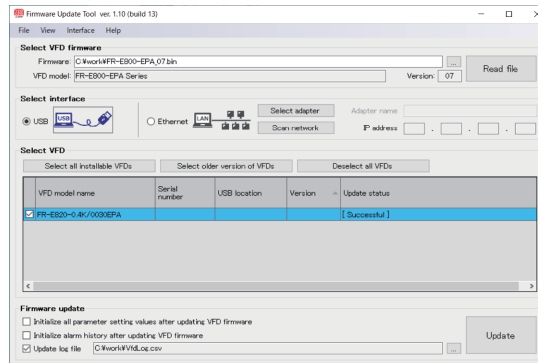 Firmware Update Tool ver. 1.10 (build 13)
File View Interface Help
Select VFD firmware
Firmware: C:¥work¥FR-E800-EPA_07.bin ... Read file
VFD model: FR-E800-EPA Series Version: 07
Select interface
USB USB Ethernet LAN Select adapter Adapter name
Scan network IP address . . .
Select VFD
Select all installable VFDs Select older version of VFDs Deselect all VFDs
VFD model name Serial number USB location Version Update status
FR-E820-0.4K/0030EPA [ Successful ]
Firmware update
Initialize all parameter setting values after updating VFD firmware
Initialize alarm history after updating VFD firmware
Update log file C:¥work¥VfdLog.csv ... Update